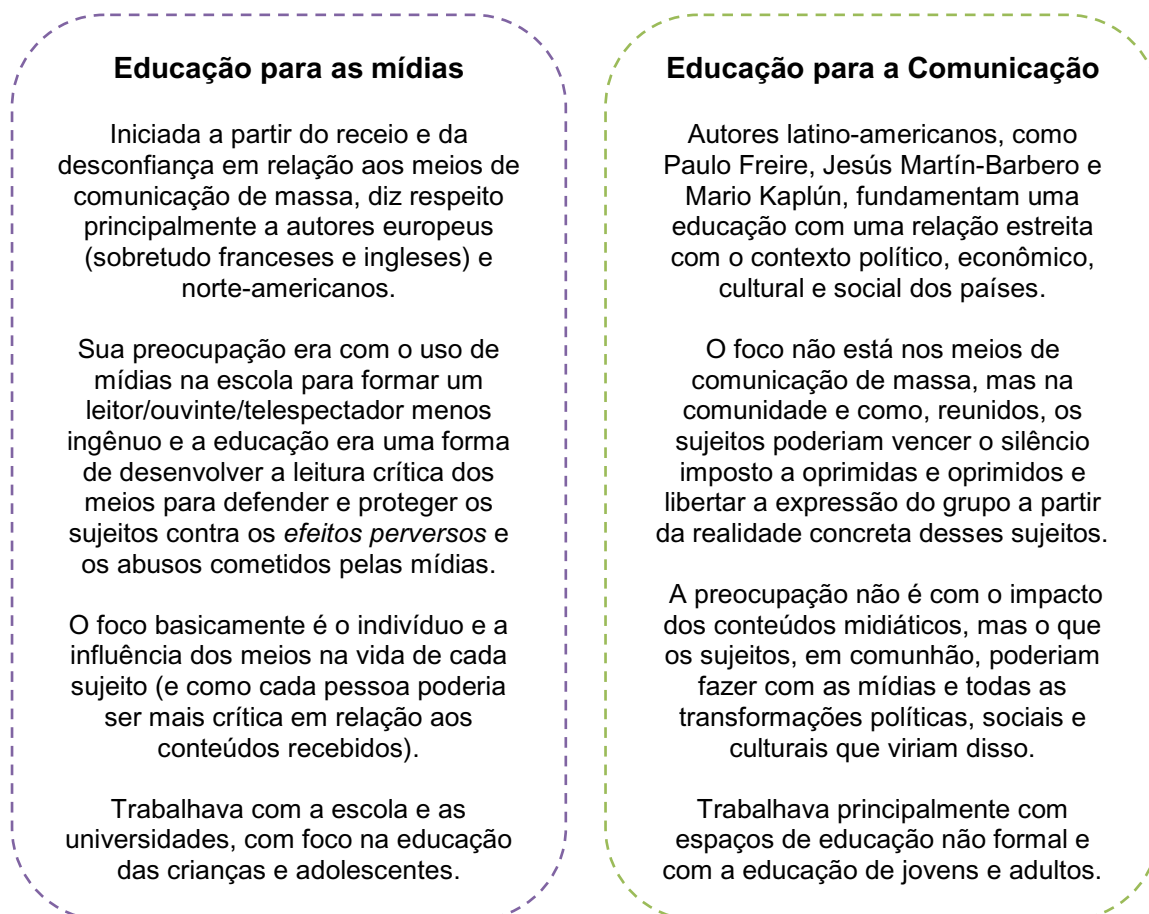 Educação para as mídias
Iniciada a partir do receio e da
desconfiança em relação aos meios de
comunicação de massa, diz respeito
principalmente a autores europeus
(sobretudo franceses e ingleses) e
norte-americanos.
Sua preocupação era com o uso de
mídias na escola para formar um
leitor/ouvinte/telespectador menos
ingênuo e a educação era uma forma
de desenvolver a leitura crítica dos
meios para defender e proteger os
sujeitos contra os efeitos perversos e
os abusos cometidos pelas mídias.
O foco basicamente é o indivíduo e a
influência dos meios na vida de cada
sujeito (e como cada pessoa poderia
ser mais crítica em relação aos
conteúdos recebidos).
Trabalhava com a escola e as
universidades, com foco na educação
das crianças e adolescentes.
Educação para a Comunicação
Autores latino-americanos, como
Paulo Freire, Jesús Martín-Barbero e
Mario Kaplún, fundamentam uma
educação com uma relação estreita
com o contexto político, econômico,
cultural e social dos países.
O foco não está nos meios de
comunicação de massa, mas na
comunidade e como, reunidos, os
sujeitos poderiam vencer o silêncio
imposto a oprimidas e oprimidos e
libertar a expressão do grupo a partir
da realidade concreta desses sujeitos.
A preocupação não é com o impacto
dos conteúdos midiáticos, mas o que
os sujeitos, em comunhão, poderiam
fazer com as mídias e todas as
transformações políticas, sociais e
culturais que viriam disso.
Trabalhava principalmente com
espaços de educação não formal e
com a educação de jovens e adultos.